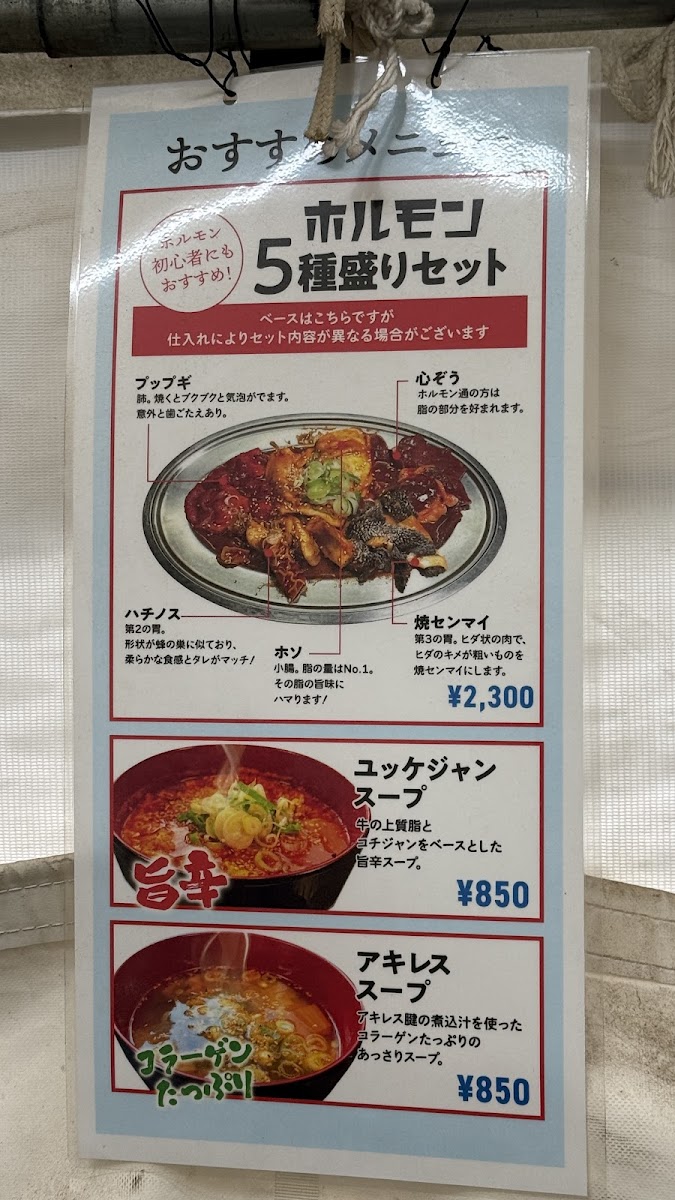 おすすめメニュー
ホルモン
初心者にも
おすすめ!
ホルモン
5種盛りセット
ベースはこちらですが
仕入れによりセット内容が異なる場合がございます
プップギ
肺。焼くとブクブクと気泡がでます。
意外と歯ごたえあり。
心ぞう
ホルモン通の方は
脂の部分を好まれます。
ハチノス
第2の胃。
形状が蜂の巣に似ており、
柔らかな食感とタレがマッチ!
ホソ
小腸。脂の量はNo.1。
その脂の旨味に
ハマります!
焼センマイ
第3の胃。ヒダ状の肉で、
ヒダのキメが粗いものを
焼センマイにします。
¥2,300
ユッケジャン
スープ
牛の上質脂と
コチジャンをベースとした
旨辛スープ。
旨辛
¥850
アキレス
スープ
アキレス腱の煮込汁を使った
コラーゲンたっぷりの
あっさりスープ。
コラーゲン
たっぷり
¥850